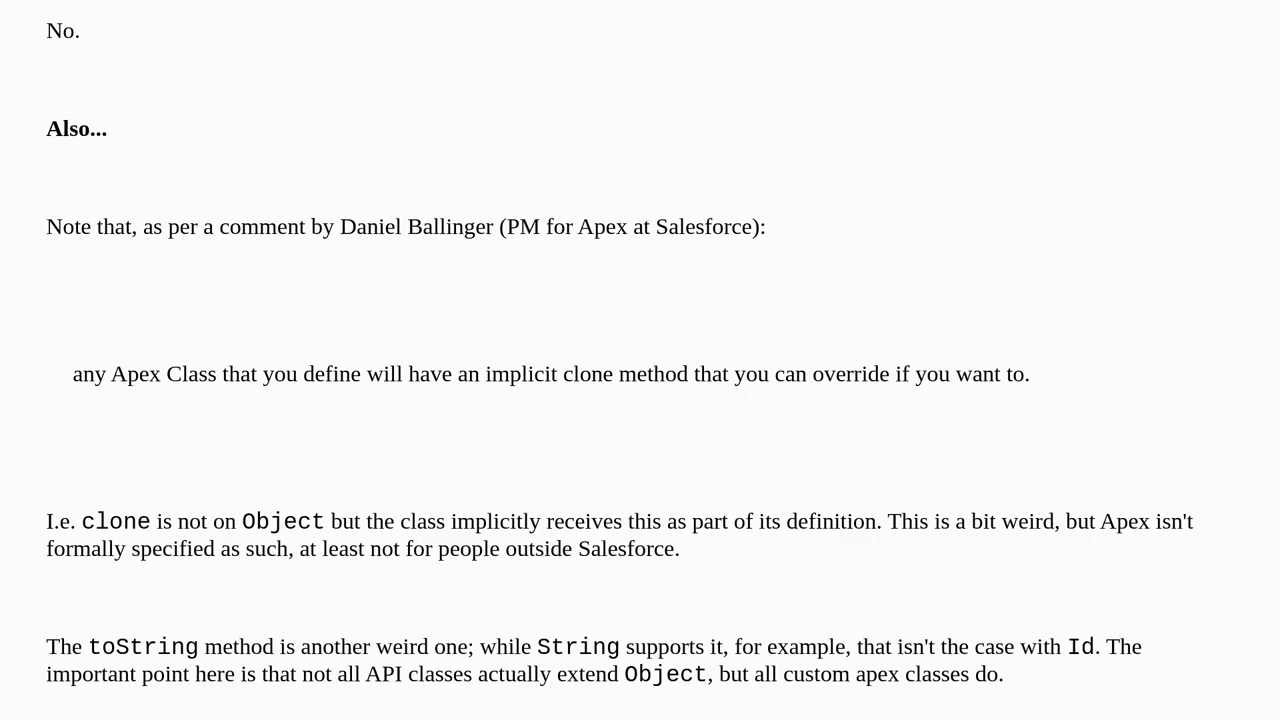 No.
Also...
Note that, as per a comment by Daniel Ballinger (PM for Apex at Salesforce):
any Apex Class that you define will have an implicit clone method that you can override if you want to.
I.e. clone is not on Object but the class implicitly receives this as part of its definition. This is a bit weird, but Apex isn't
formally specified as such, at least not for people outside Salesforce.
The toString method is another weird one; while String supports it, for example, that isn't the case with Id. The
important point here is that not all API classes actually extend Object, but all custom apex classes do.